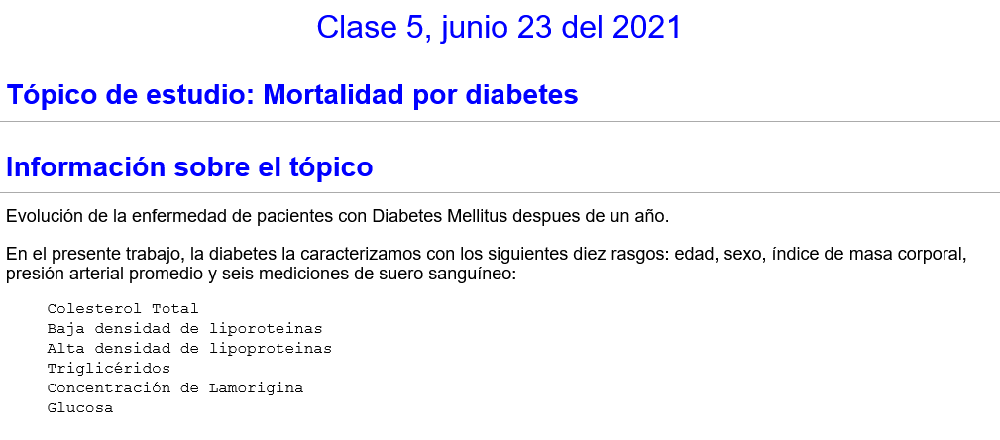 Clase 5, junio 23 del 2021
Tópico de estudio: Mortalidad por diabetes
Información sobre el tópico
Evolución de la enfermedad de pacientes con Diabetes Mellitus despues de un año.
En el presente trabajo, la diabetes la caracterizamos con los siguientes diez rasgos: edad, sexo, índice de masa corporal,
presión arterial promedio y seis mediciones de suero sanguíneo:
Colesterol Total
Baja densidad de liporoteinas
Alta densidad de lipoproteinas
Triglicéridos
Concentración de Lamorigina
Glucosa